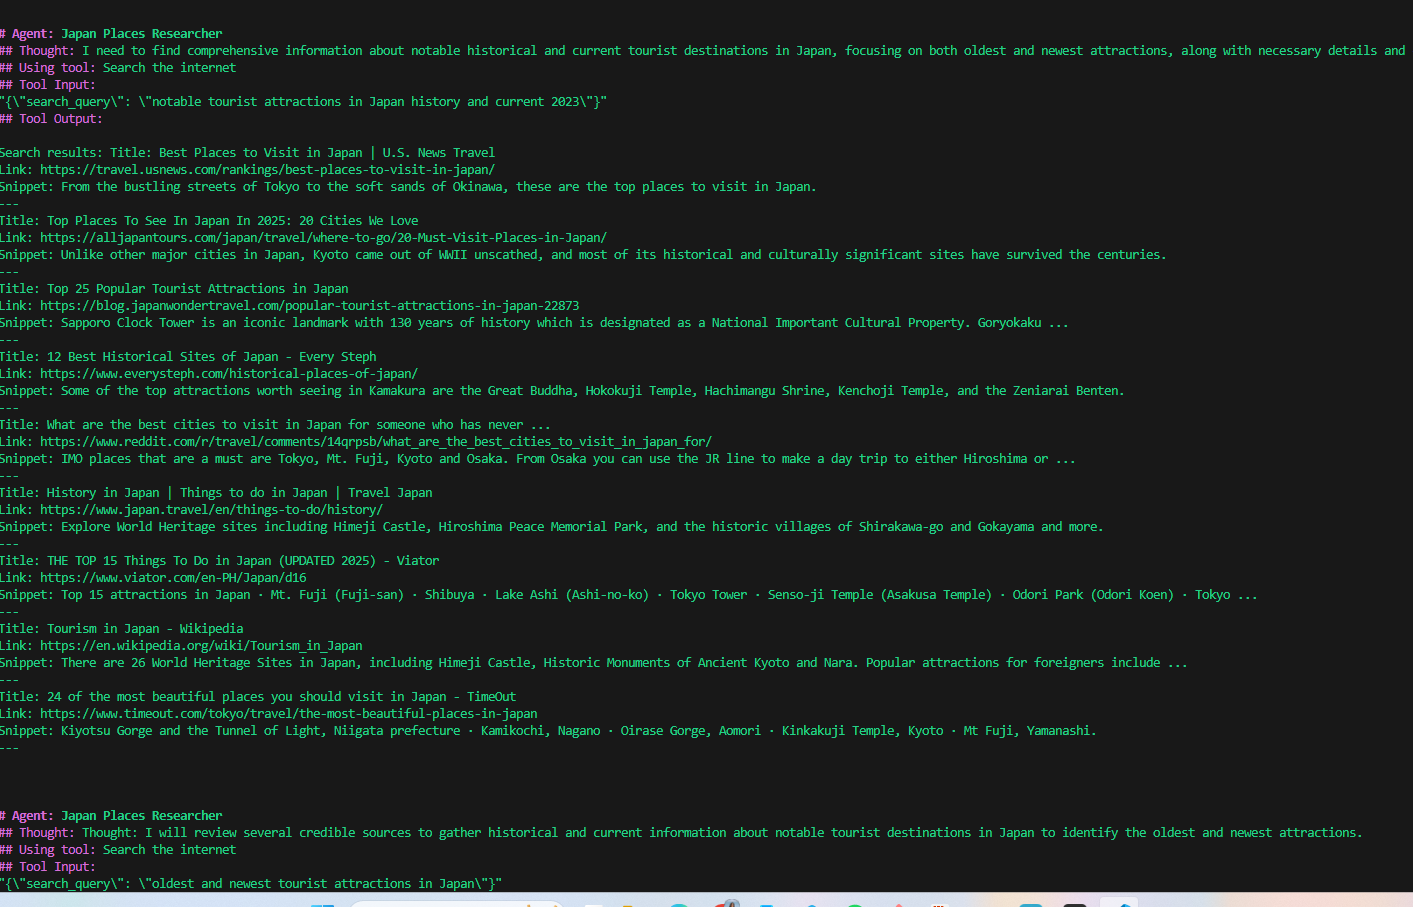 # Agent: Japan Places Researcher
## Thought: I need to find comprehensive information about notable historical and current tourist destinations in Japan, focusing on both oldest and newest attractions, along with necessary details and
## Using tool: Search the internet
## Tool Input:
"{\"search_query\": \"notable tourist attractions in Japan history and current 2023\"}"
## Tool Output:
Search results: Title: Best Places to Visit in Japan | U.S. News Travel
Link: https://travel.usnews.com/rankings/best-places-to-visit-in-japan/
Snippet: From the bustling streets of Tokyo to the soft sands of Okinawa, these are the top places to visit in Japan.
---
Title: Top Places To See In Japan In 2025: 20 Cities We Love
Link: https://alljapantours.com/japan/travel/where-to-go/20-Must-Visit-Places-in-Japan/
Snippet: Unlike other major cities in Japan, Kyoto came out of WWII unscathed, and most of its historical and culturally significant sites have survived the centuries.
---
Title: Top 25 Popular Tourist Attractions in Japan
Link: https://blog.japanwondertravel.com/popular-tourist-attractions-in-japan-22873
Snippet: Sapporo Clock Tower is an iconic landmark with 130 years of history which is designated as a National Important Cultural Property. Goryokaku ...
---
Title: 12 Best Historical Sites of Japan - Every Steph
Link: https://www.everysteph.com/historical-places-of-japan/
Snippet: Some of the top attractions worth seeing in Kamakura are the Great Buddha, Hokokuji Temple, Hachimangu Shrine, Kenchoji Temple, and the Zeniarai Benten.
---
Title: What are the best cities to visit in Japan for someone who has never ...
Link: https://www.reddit.com/r/travel/comments/14qrpsb/what_are_the_best_cities_to_visit_in_japan_for/
Snippet: IMO places that are a must are Tokyo, Mt. Fuji, Kyoto and Osaka. From Osaka you can use the JR line to make a day trip to either Hiroshima or ...
---
Title: History in Japan | Things to do in Japan | Travel Japan
Link: https://www.japan.travel/en/things-to-do/history/
Snippet: Explore World Heritage sites including Himeji Castle, Hiroshima Peace Memorial Park, and the historic villages of Shirakawa-go and Gokayama and more.
---
Title: THE TOP 15 Things To Do in Japan (UPDATED 2025) - Viator
Link: https://www.viator.com/en-PH/Japan/d16
Snippet: Top 15 attractions in Japan · Mt. Fuji (Fuji-san) · Shibuya · Lake Ashi (Ashi-no-ko) · Tokyo Tower · Senso-ji Temple (Asakusa Temple) · Odori Park (Odori Koen) · Tokyo ...
---
Title: Tourism in Japan - Wikipedia
Link: https://en.wikipedia.org/wiki/Tourism_in_Japan
Snippet: There are 26 World Heritage Sites in Japan, including Himeji Castle, Historic Monuments of Ancient Kyoto and Nara. Popular attractions for foreigners include ...
---
Title: 24 of the most beautiful places you should visit in Japan - TimeOut
Link: https://www.timeout.com/tokyo/travel/the-most-beautiful-places-in-japan
Snippet: Kiyotsu Gorge and the Tunnel of Light, Niigata prefecture · Kamikochi, Nagano · Oirase Gorge, Aomori · Kinkakuji Temple, Kyoto · Mt Fuji, Yamanashi.
---
# Agent: Japan Places Researcher
## Thought: Thought: I will review several credible sources to gather historical and current information about notable tourist destinations in Japan to identify the oldest and newest attractions.
## Using tool: Search the internet
## Tool Input:
"{\"search_query\": \"oldest and newest tourist attractions in Japan\"}"